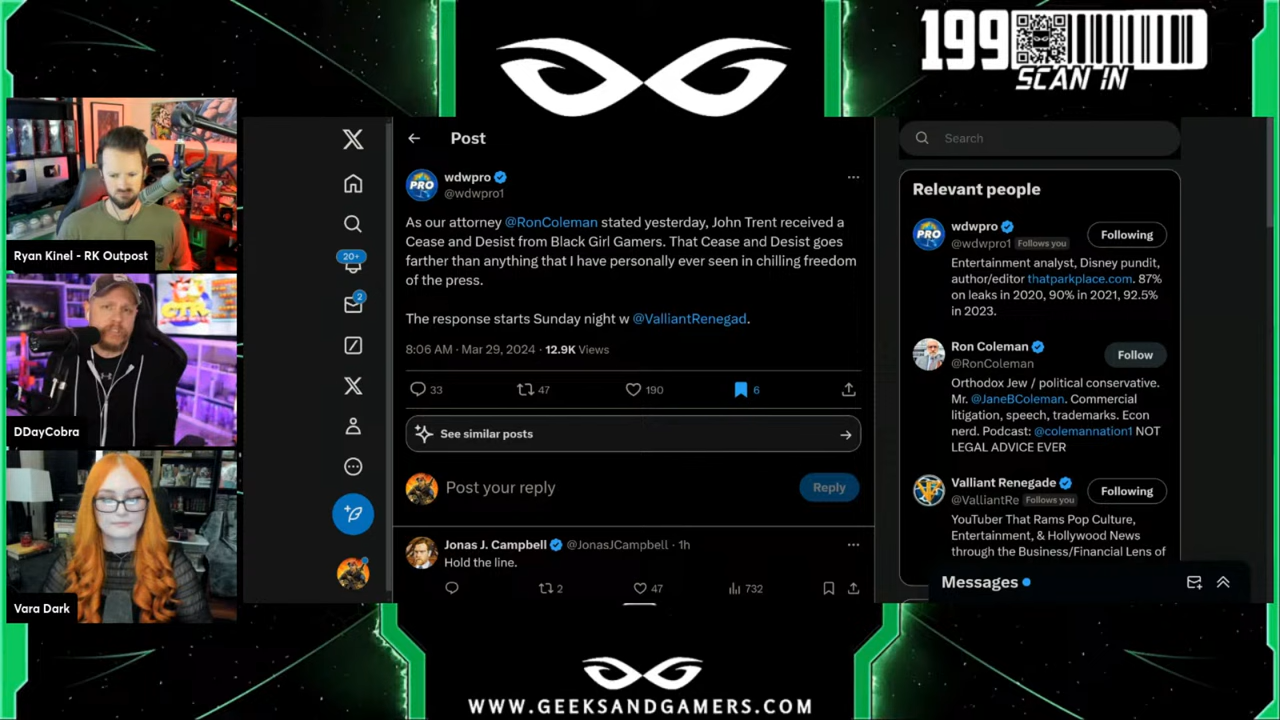 199
SCAN IN
Ryan Kinel - RK Outpost
DDayCobra
Vara Dark
20+
2
Post
PRO
wdwpro
@wdwpro1
As our attorney @RonColeman stated yesterday, John Trent received a
Cease and Desist from Black Girl Gamers. That Cease and Desist goes
farther than anything that I have personally ever seen in chilling freedom
of the press.
The response starts Sunday night w @ValliantRenegad.
8:06 AM · Mar 29, 2024 · 12.9K Views
33
47
190
6
See similar posts
Post your reply
Reply
Jonas J. Campbell @JonasJCampbell · 1h
Hold the line.
2
47
732
Search
Relevant people
PRO
wdwpro
@wdwpro1 Follows you
Following
Entertainment analyst, Disney pundit,
author/editor thatparkplace.com. 87%
on leaks in 2020, 90% in 2021, 92.5%
in 2023.
Ron Coleman
@RonColeman
Follow
Orthodox Jew / political conservative.
Mr. @JaneBColeman. Commercial
litigation, speech, trademarks. Econ
nerd. Podcast: @colemannation1 NOT
LEGAL ADVICE EVER
Valliant Renegade
@ValliantRe Follows you
Following
YouTuber That Rams Pop Culture,
Entertainment, & Hollywood News
through the Business/Financial Lens of
Messages
WWW.GEEKSANDGAMERS.COM